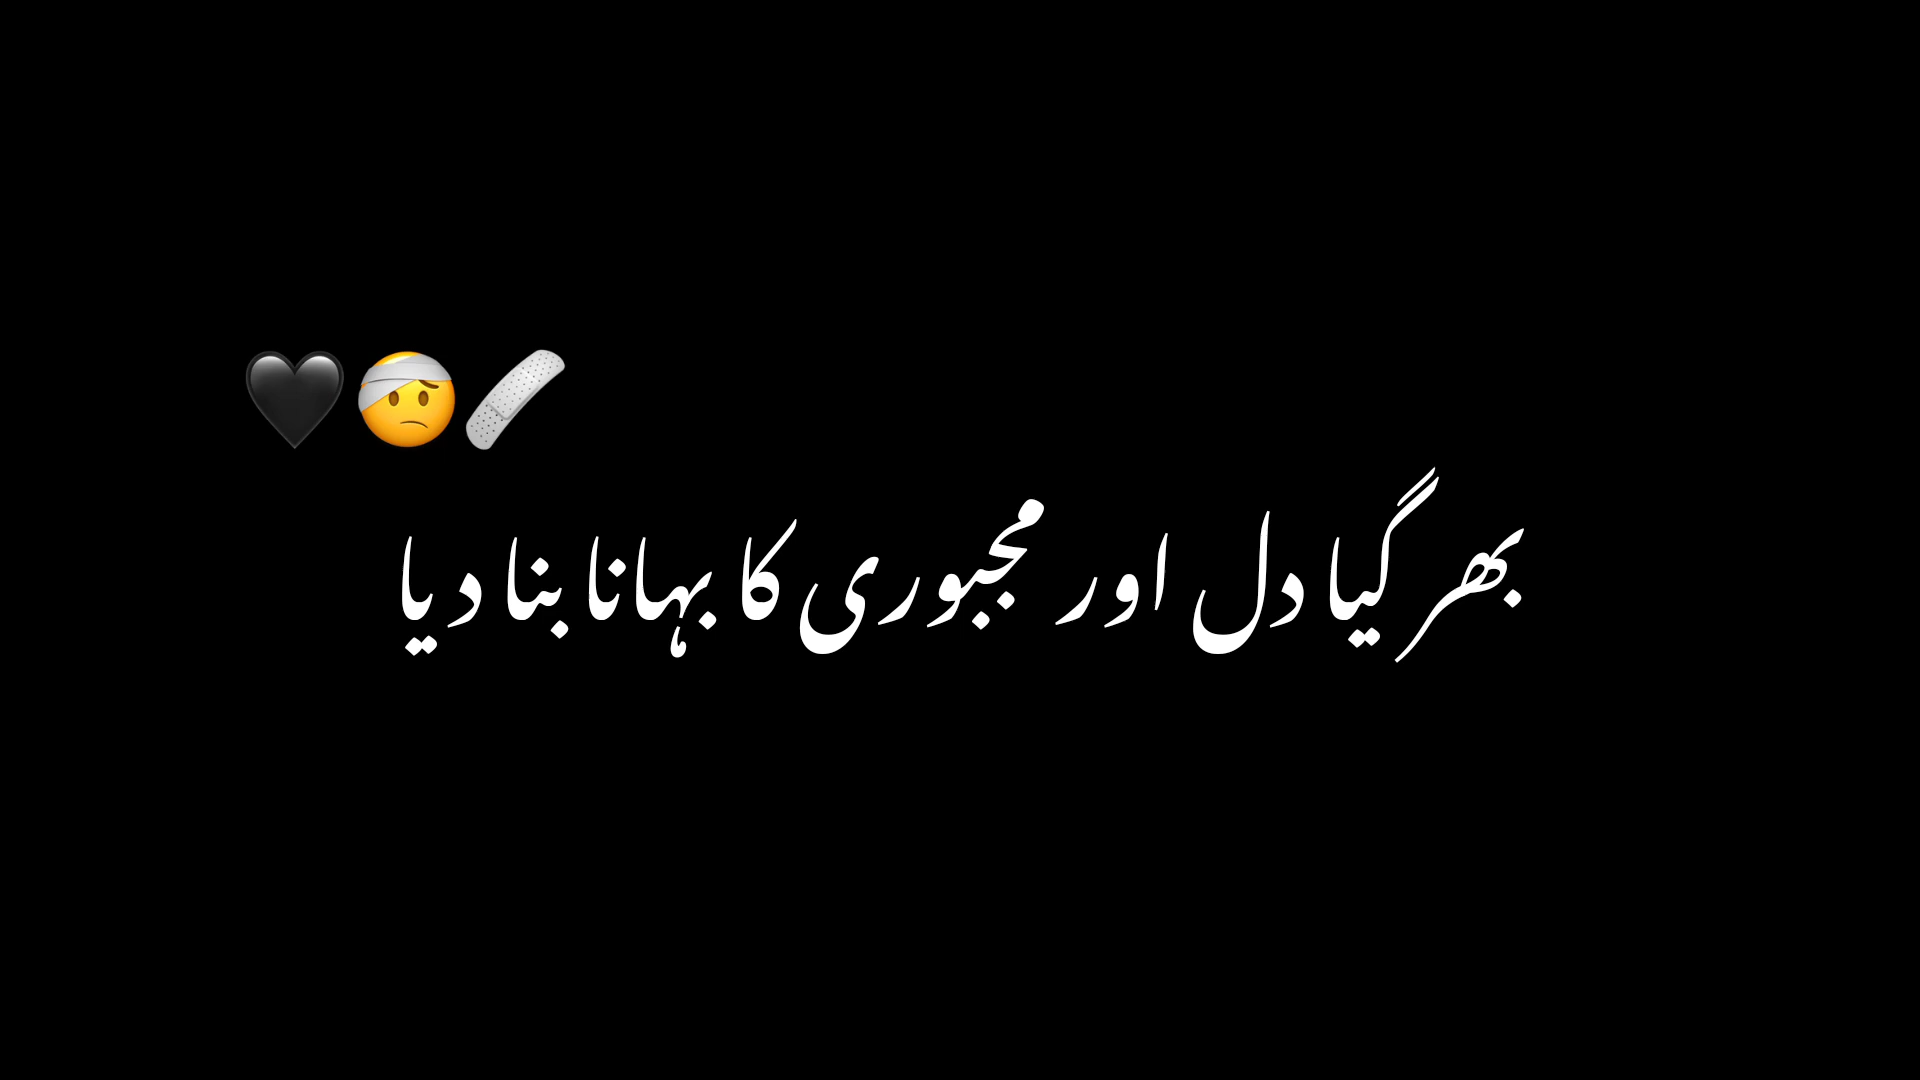 🖤🤕🩹
بھر گیا دل اور مجبوری کا بہانا بنا دیا